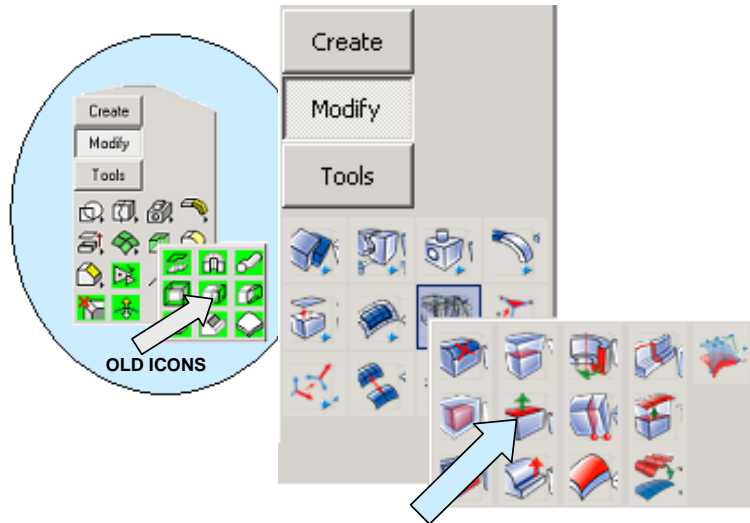 Create
Modify
Tools
OLD ICONS
Create
Modify
Tools